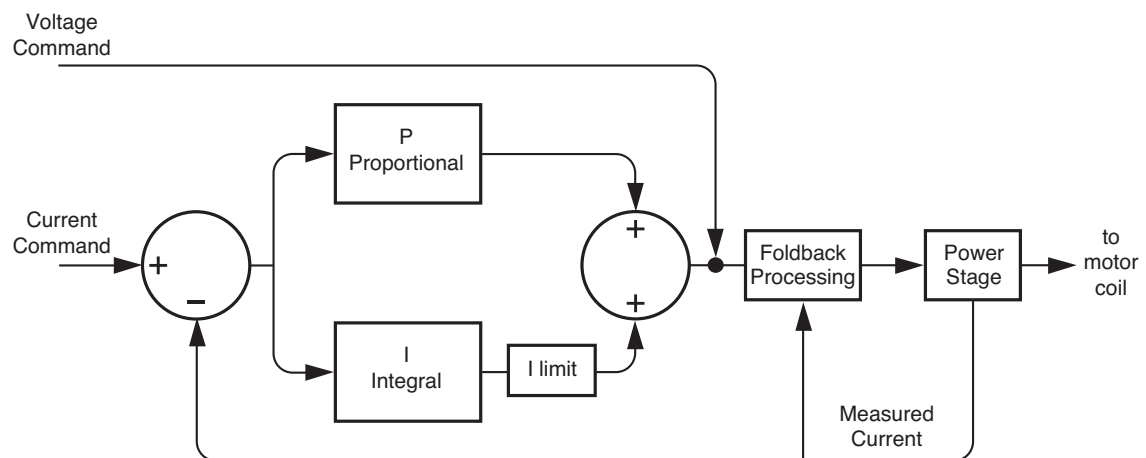 Voltage
Command
P
Proportional
Current
Command
+
−
+
+
Foldback
Processing
Power
Stage
to
motor
coil
I
Integral
I limit
Measured
Current